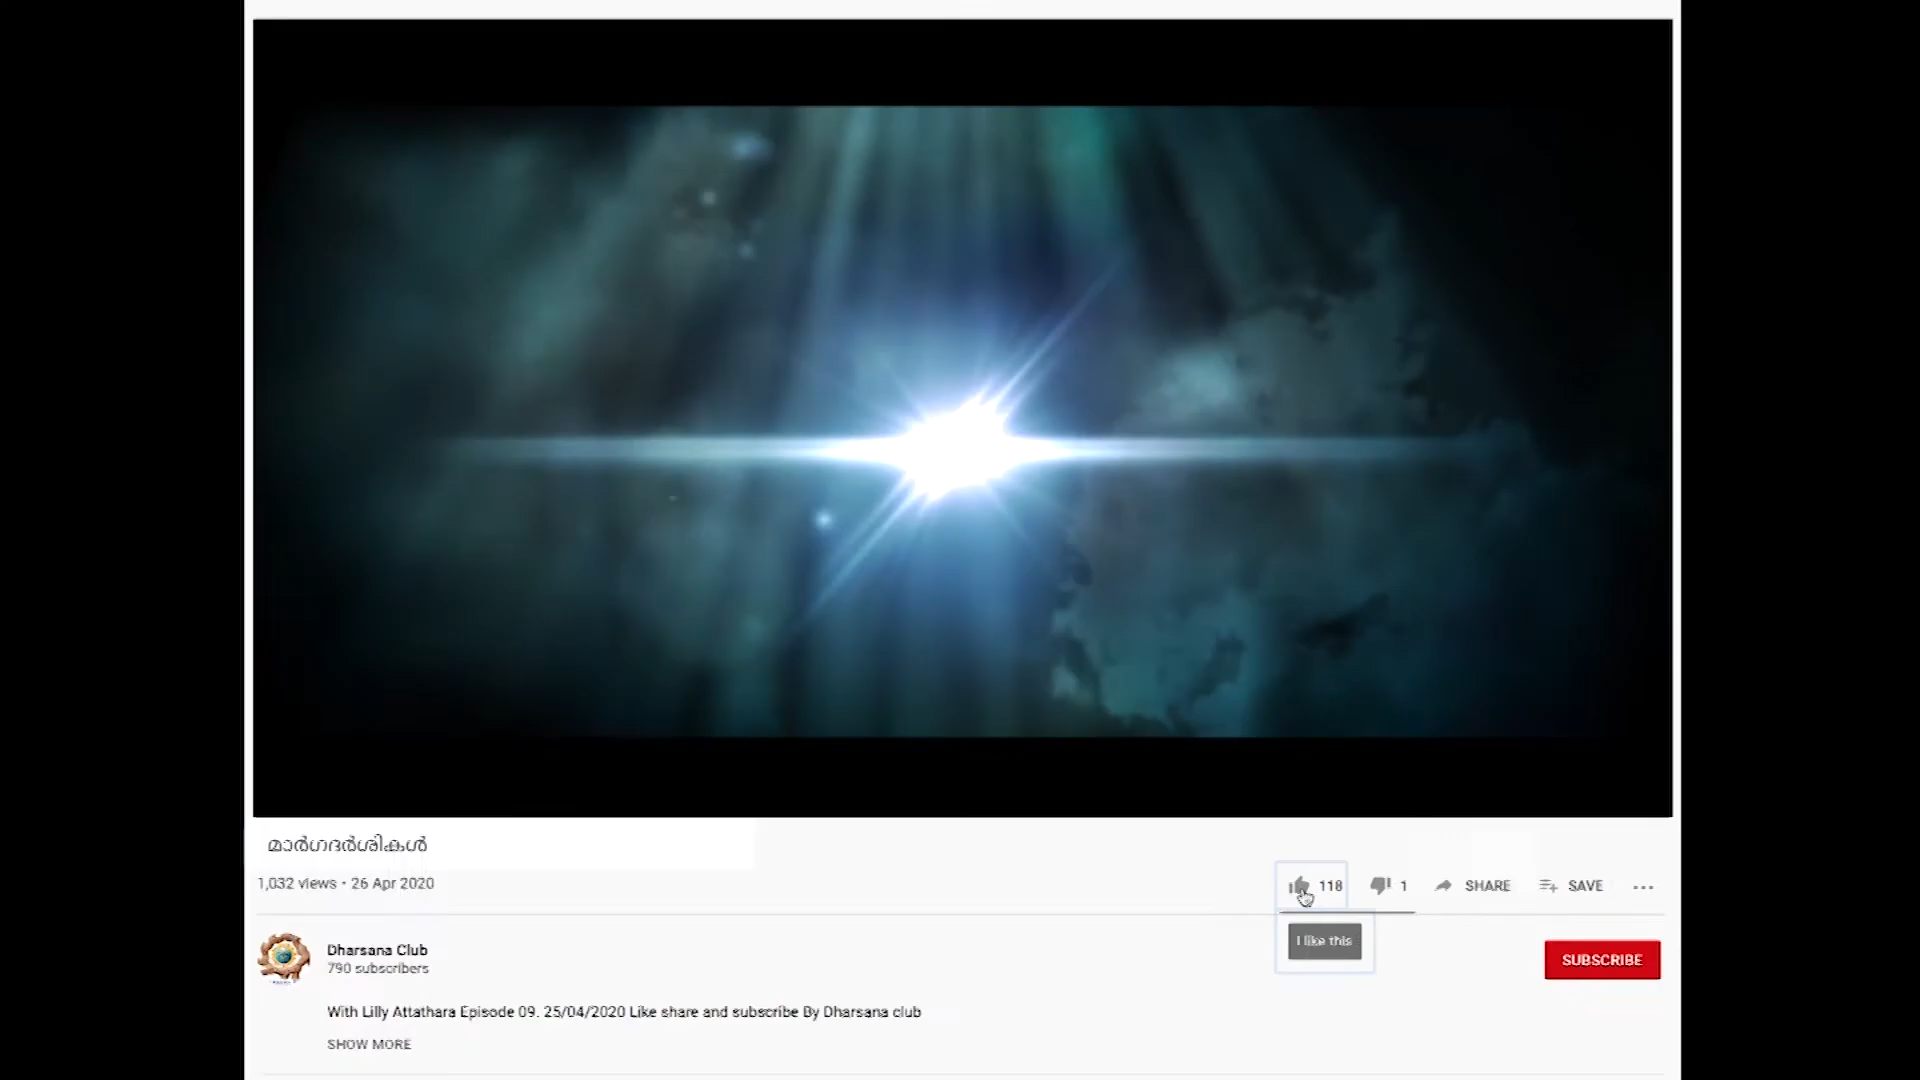 മാർഗദർശികൾ
1,032 views • 26 Apr 2020
118
1
SHARE
SAVE
I like this
Dharsana Club
790 subscribers
SUBSCRIBE
With Lilly Attathara Episode 09. 25/04/2020 Like share and subscribe By Dharsana club
SHOW MORE